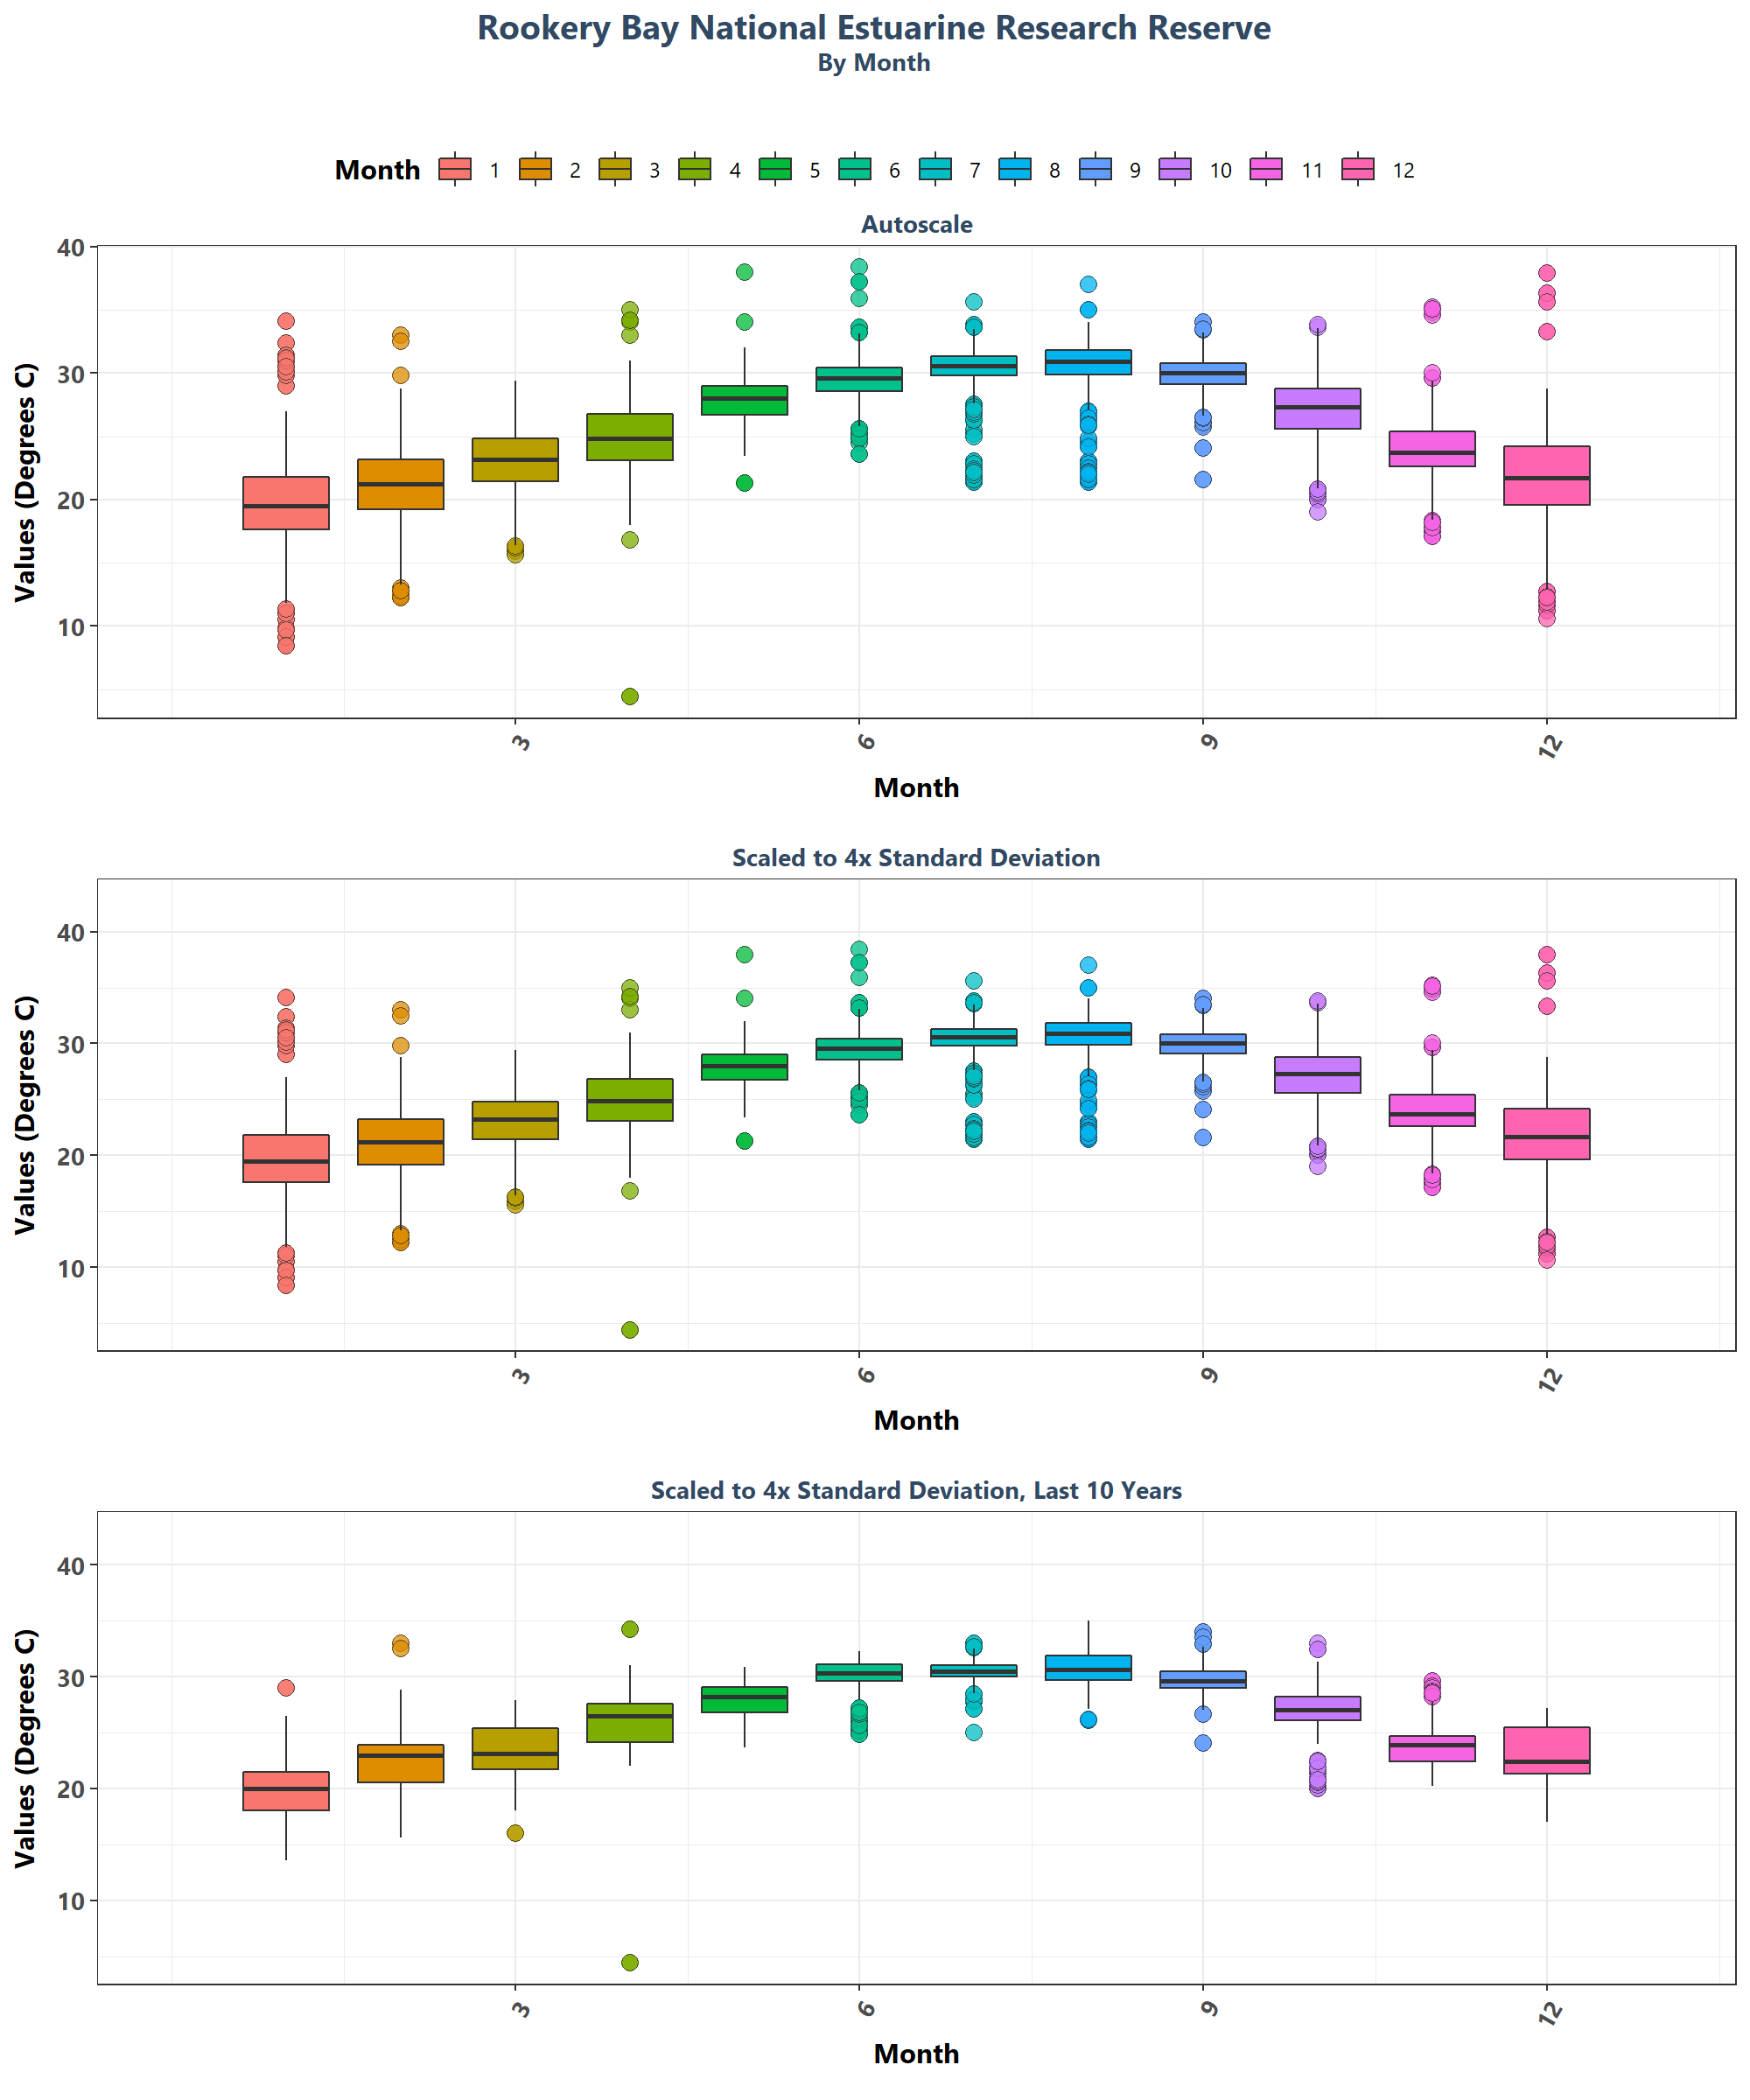 Rookery Bay National Estuarine Research Reserve
By Month
Month 1 2 3 4 5 6 7 8 9 10 11 12
Autoscale
Values (Degrees C)
40
30
20
10
3 6 9 12
Month
Scaled to 4x Standard Deviation
Values (Degrees C)
40
30
20
10
3 6 9 12
Month
Scaled to 4x Standard Deviation, Last 10 Years
Values (Degrees C)
40
30
20
10
3 6 9 12
Month